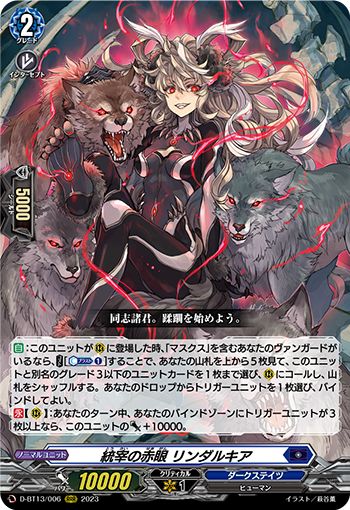 2
グレード
インターセプト
5000
シールド
同志諸君。蹂躙を始めよう。
自:このユニットがRに登場した時、「マスクス」を含むあなたのヴァンガードが
いるなら、[1]することで、あなたの山札を上から5枚見て、このユニット
と別名のグレード3以下のユニットカードを1枚まで選び、Rにコールし、山
札をシャッフルする。あなたのドロップからトリガーユニットを1枚選び、バイ
ンドしてよい。
永【R】:あなたのターン中、あなたのバインドゾーンにトリガーユニットが3
枚以上なら、このユニットの+10000。
ノーマルユニット
統宰の赤眼 リンダルキア
パワー
10000
クリティカル
1
ダークステイツ
ヒューマン
D-BT13/006 RRR 2023
イラスト/萩谷薫